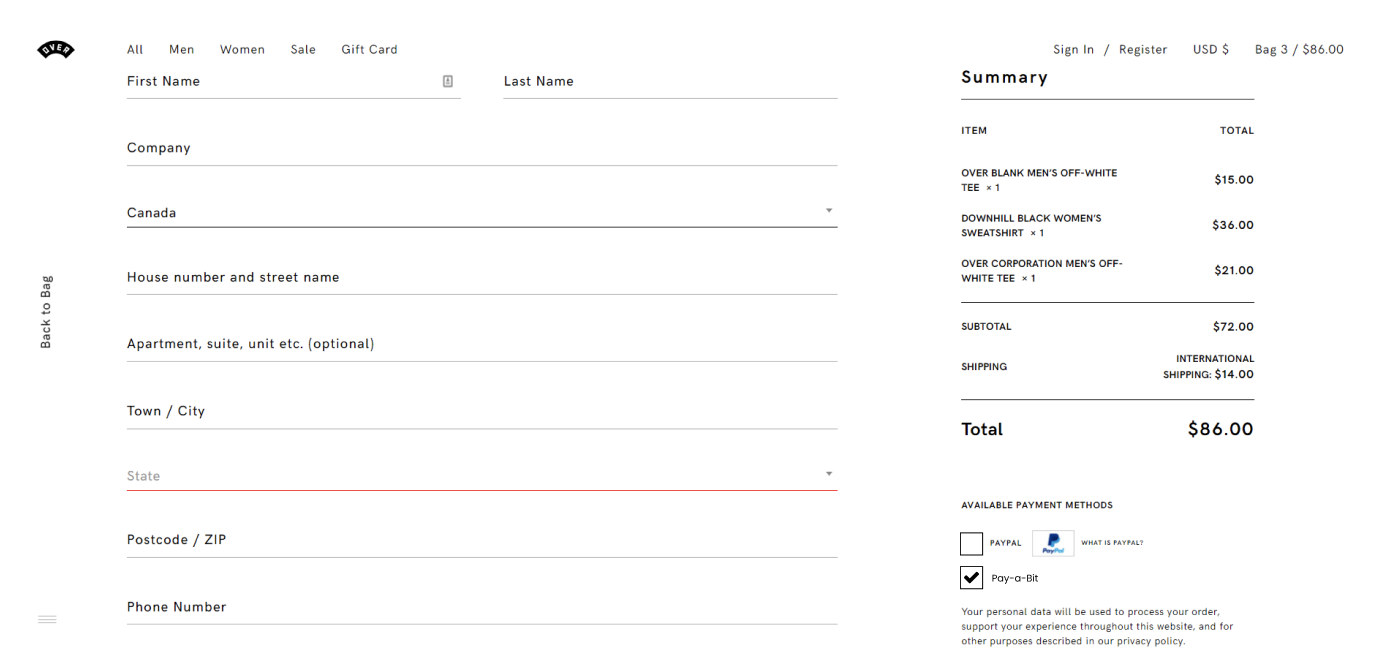 OVER
All Men Women Sale Gift Card
Sign In / Register USD $ Bag 3 / $86.00
Back to Bag
First Name
Last Name
Company
Canada
House number and street name
Apartment, suite, unit etc. (optional)
Town / City
State
Postcode / ZIP
Phone Number
Summary
ITEM TOTAL
OVER BLANK MEN'S OFF-WHITE
TEE × 1
$15.00
DOWNHILL BLACK WOMEN'S
SWEATSHIRT × 1
$36.00
OVER CORPORATION MEN'S OFF-
WHITE TEE × 1
$21.00
SUBTOTAL $72.00
SHIPPING
INTERNATIONAL
SHIPPING: $14.00
Total $86.00
AVAILABLE PAYMENT METHODS
PAYPAL PayPal WHAT IS PAYPAL?
Pay-a-Bit
Your personal data will be used to process your order,
support your experience throughout this website, and for
other purposes described in our privacy policy.